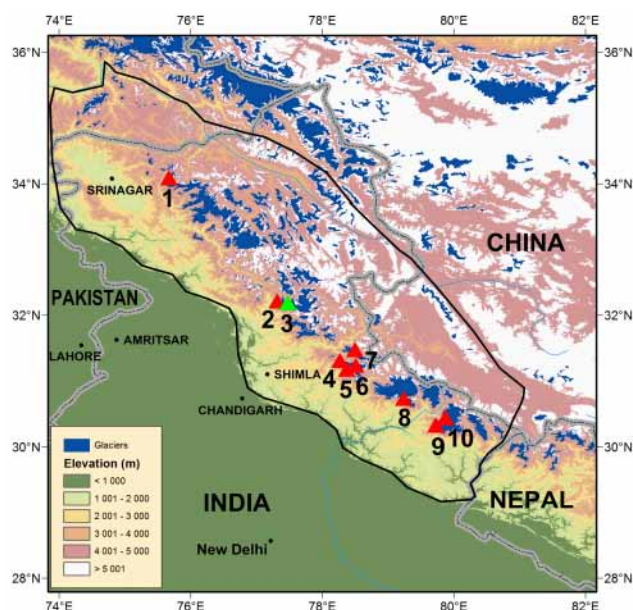 74°E 76°E 78°E 80°E 82°E
36°N 36°N
34°N 34°N
SRINAGAR
1
CHINA
32°N 32°N
2 3
PAKISTAN
LAHORE AMRITSAR
7
SHIMLA 4 5 6
CHANDIGARH
8
30°N 30°N
9 10
Glaciers
Elevation (m)
< 1 000
1 001 - 2 000
2 001 - 3 000
3 001 - 4 000
4 001 - 5 000
> 5 001
INDIA
NEPAL
New Delhi
28°N 28°N
74°E 76°E 78°E 80°E 82°E